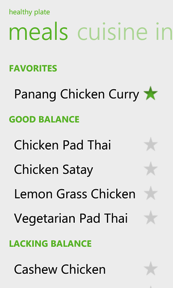 healthy plate
meals cuisine in
FAVORITES
Panang Chicken Curry
GOOD BALANCE
Chicken Pad Thai
Chicken Satay
Lemon Grass Chicken
Vegetarian Pad Thai
LACKING BALANCE
Cashew Chicken